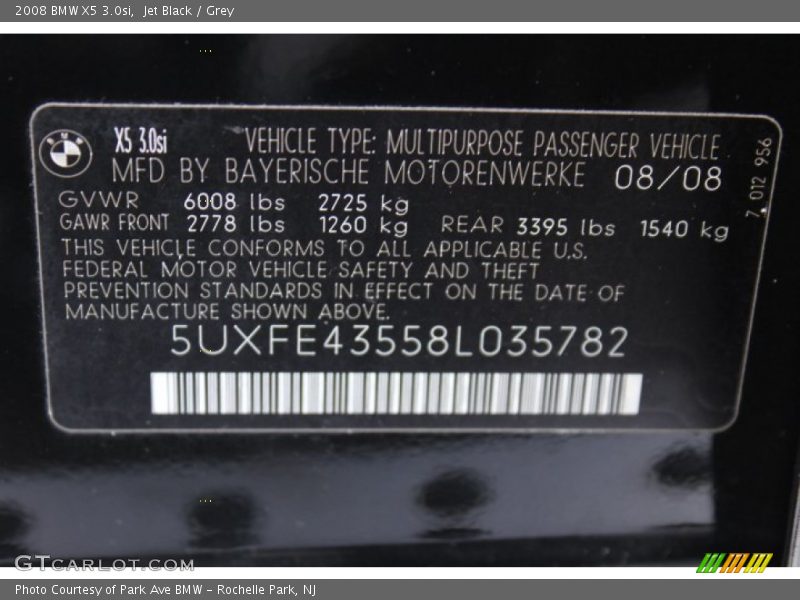 2008 BMW X5 3.0si, Jet Black / Grey
X5 3.0si VEHICLE TYPE: MULTIPURPOSE PASSENGER VEHICLE
MFD BY BAYERISCHE MOTORENWERKE 08/08
GVWR 6008 lbs 2725 kg
GAWR FRONT 2778 lbs 1260 kg REAR 3395 lbs 1540 kg
THIS VEHICLE CONFORMS TO ALL APPLICABLE U.S.
FEDERAL MOTOR VEHICLE SAFETY AND THEFT
PREVENTION STANDARDS IN EFFECT ON THE DATE OF
MANUFACTURE SHOWN ABOVE.
5UXFE43558L035782
7 012 956
GTCARLOT.COM
Photo Courtesy of Park Ave BMW - Rochelle Park, NJ